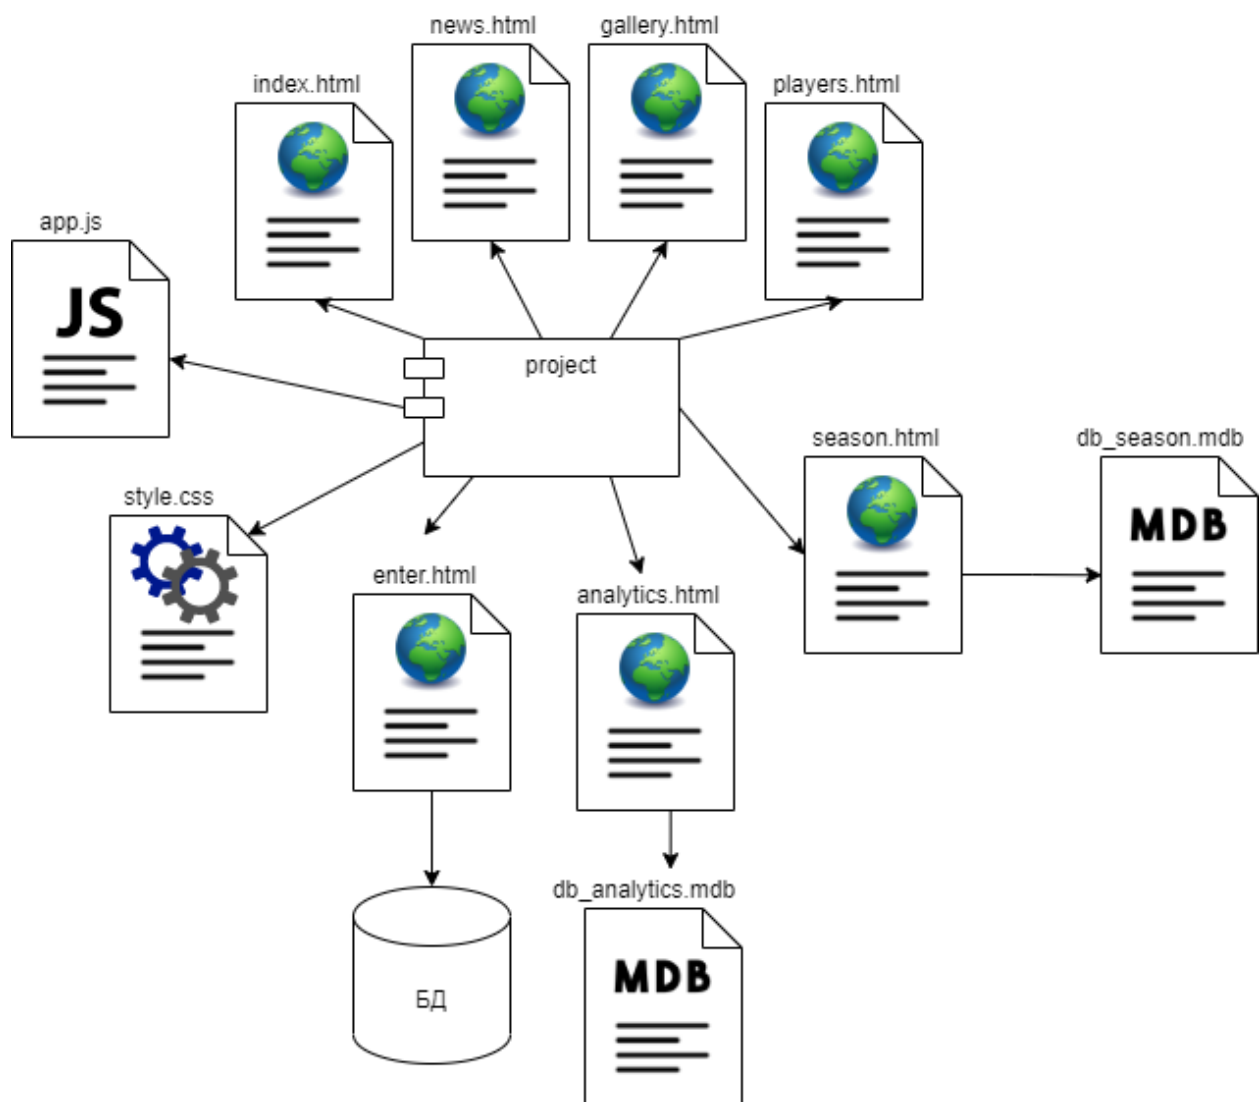 news.html
gallery.html
index.html
players.html
app.js
JS
project
season.html
db_season.mdb
MDB
style.css
enter.html
analytics.html
db_analytics.mdb
MDB
БД